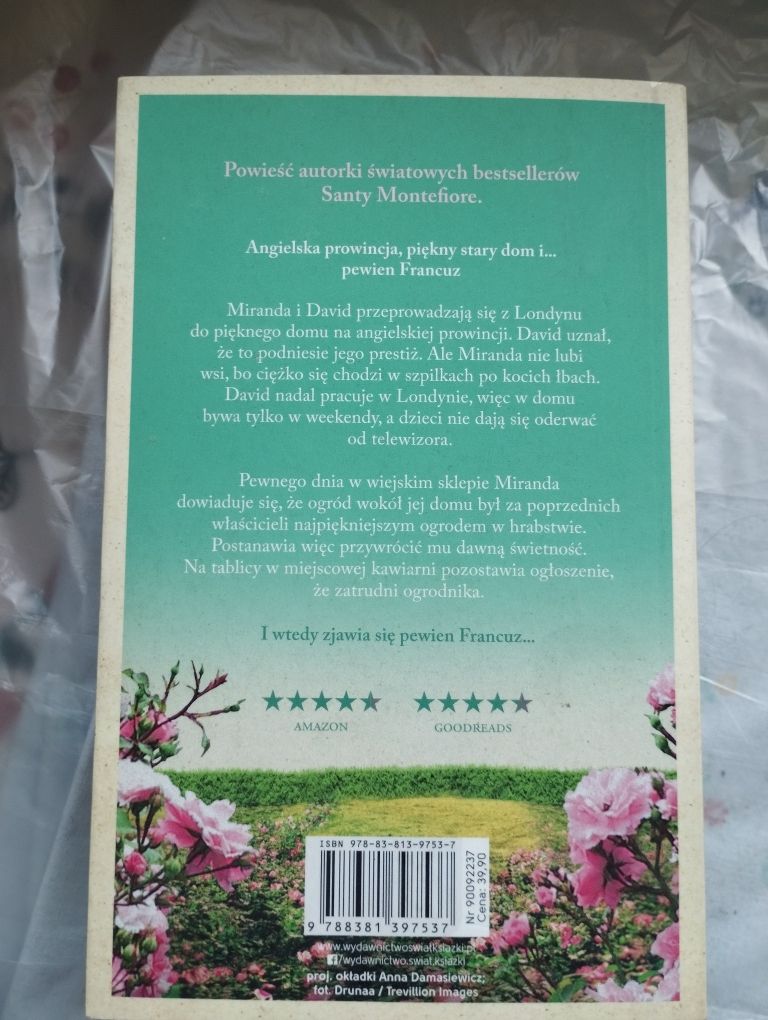 Powieść autorki światowych bestsellerów
Santy Montefiore.
Angielska prowincja, piękny stary dom i...
pewien Francuz
Miranda i David przeprowadzają się z Londynu
do pięknego domu na angielskiej prowincji. David uznał,
że to podniesie jego prestiż. Ale Miranda nie lubi
wsi, bo ciężko się chodzi w szpilkach po kocich łbach.
David nadal pracuje w Londynie, więc w domu
bywa tylko w weekendy, a dzieci nie dają się oderwać
od telewizora.
Pewnego dnia w wiejskim sklepie Miranda
dowiaduje się, że ogród wokół jej domu był za poprzednich
właścicieli najpiękniejszym ogrodem w hrabstwie.
Postanawia więc przywrócić mu dawną świetność.
Na tablicy w miejscowej kawiarni pozostawia ogłoszenie,
że zatrudni ogrodnika.
I wtedy zjawia się pewien Francuz...
AMAZON
GOODREADS
ISBN 978-83-813-9753-7
9 788381 397537
Nr 90092237
Cena: 39,90
www.wydawnictwoswiatksiazki.pl
/wydawnictwo.swiat.ksiazki
proj. okładki Anna Damasiewicz;
fot. Drunaa / Trevillion Images